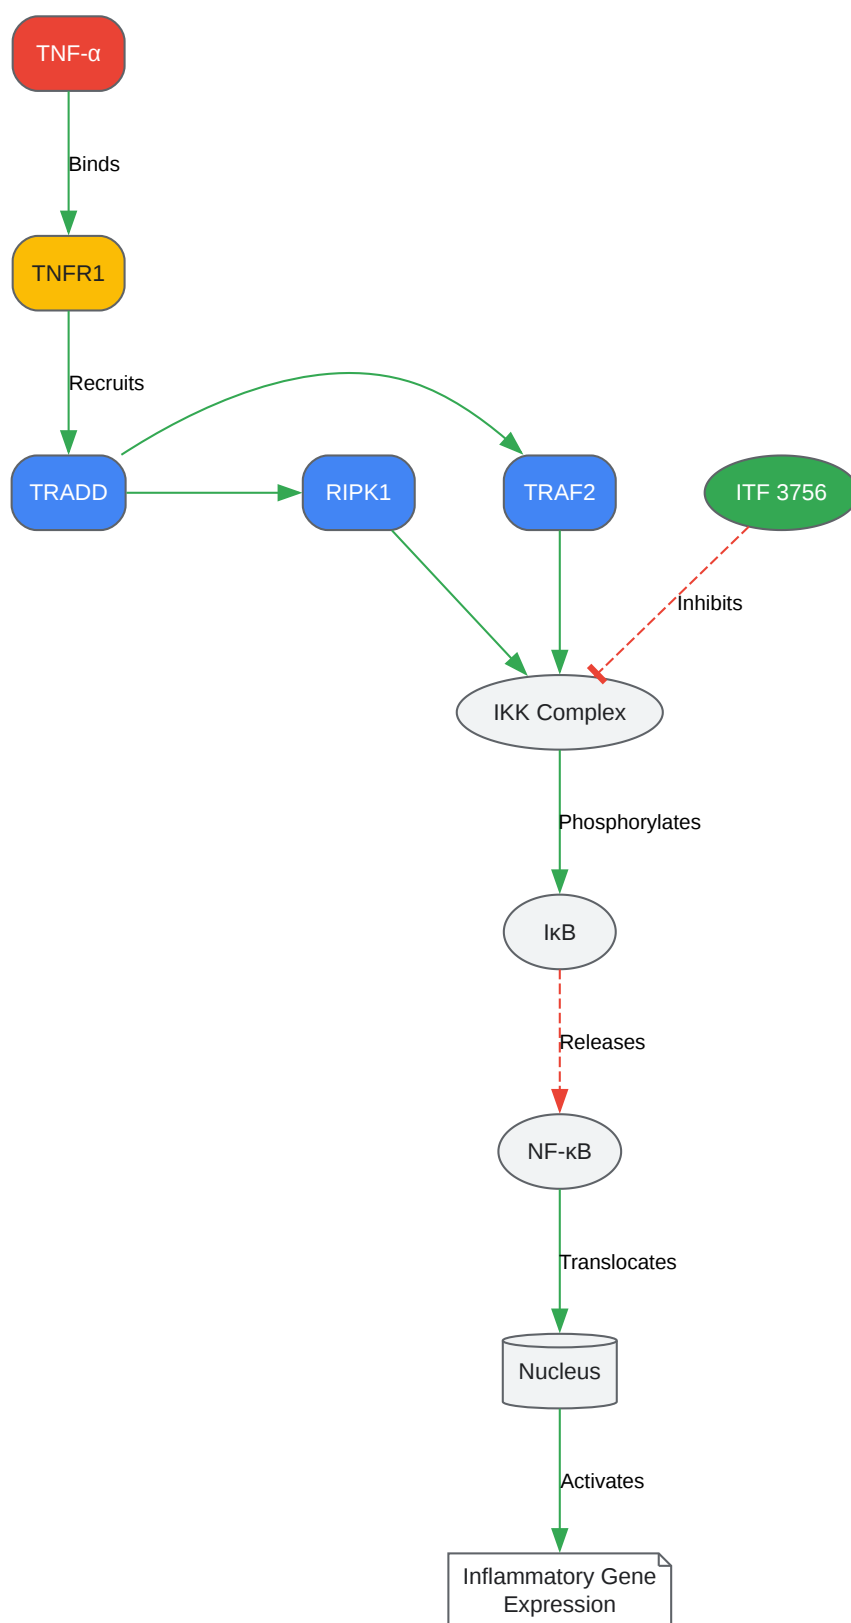 TNF-α
Binds
TNFR1
Recruits
TRADD
RIPK1
TRAF2
ITF 3756
Inhibits
IKK Complex
Phosphorylates
IκB
Releases
NF-κB
Translocates
Nucleus
Activates
Inflammatory Gene
Expression